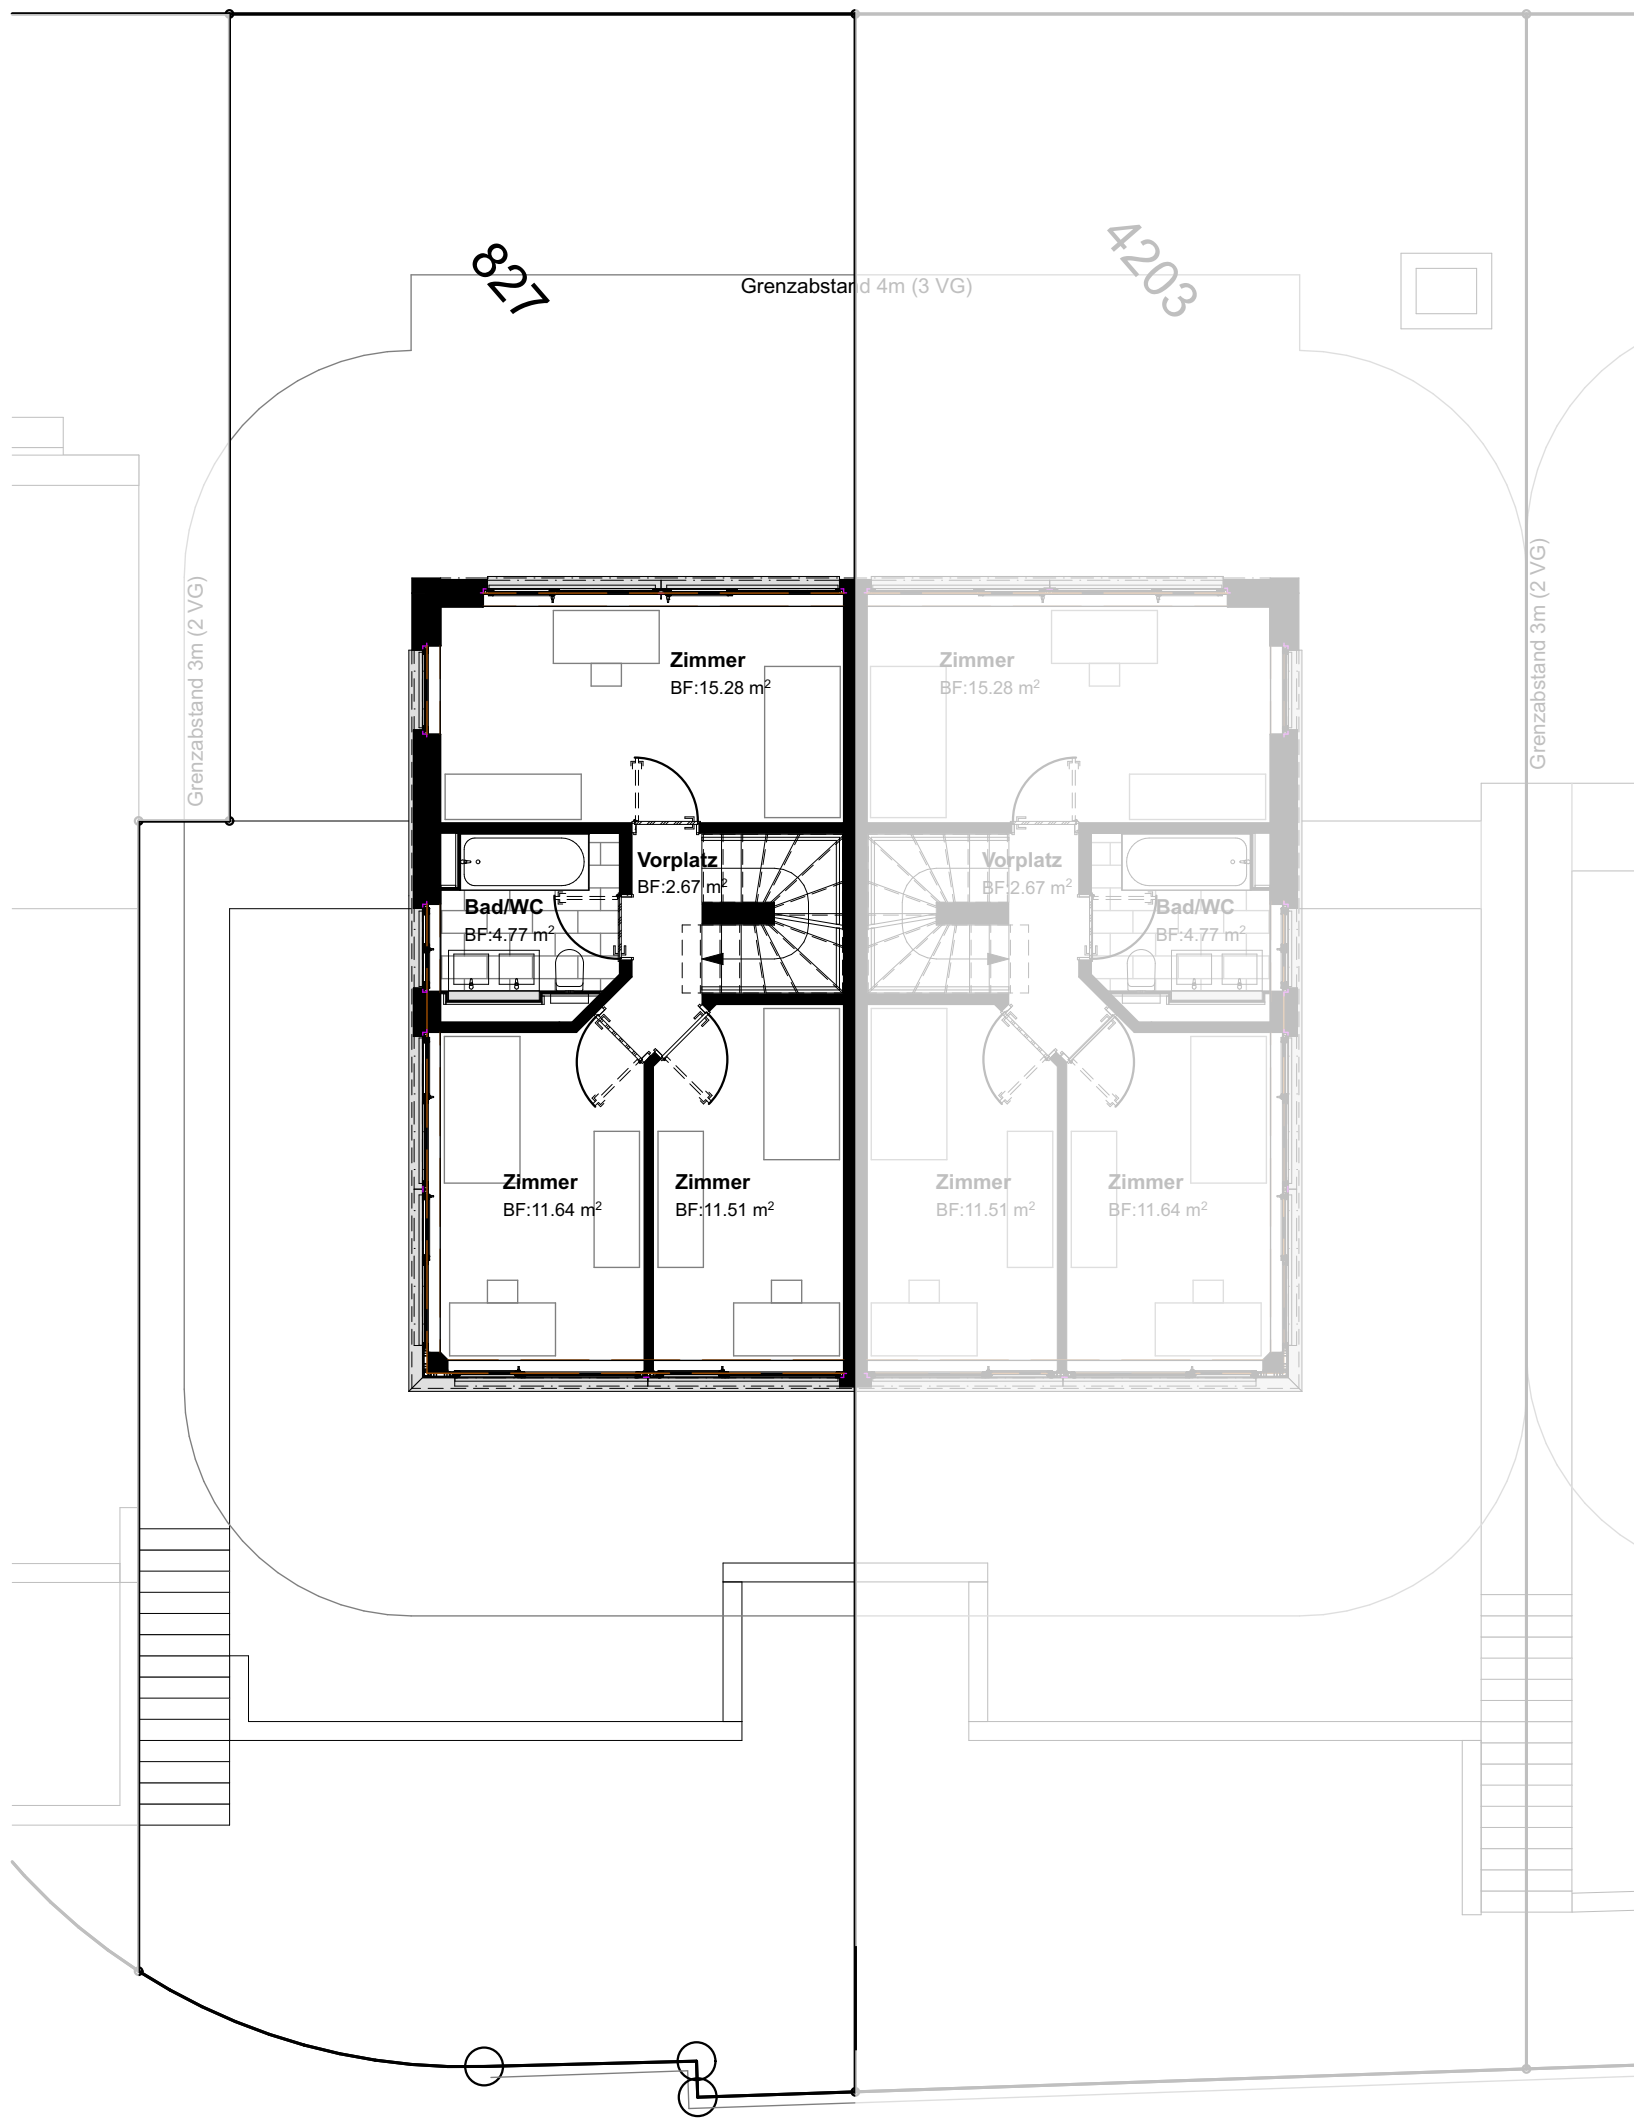 827
4203
Grenzabstand 4m (3 VG)
Grenzabstand 3m (2 VG)
Grenzabstand 3m (2 VG)
Zimmer
BF:15.28 m²
Zimmer
BF:15.28 m²
Vorplatz
BF:2.67 m²
Vorplatz
BF:2.67 m²
Bad/WC
BF:4.77 m²
Bad/WC
BF:4.77 m²
Zimmer
BF:11.64 m²
Zimmer
BF:11.51 m²
Zimmer
BF:11.51 m²
Zimmer
BF:11.64 m²